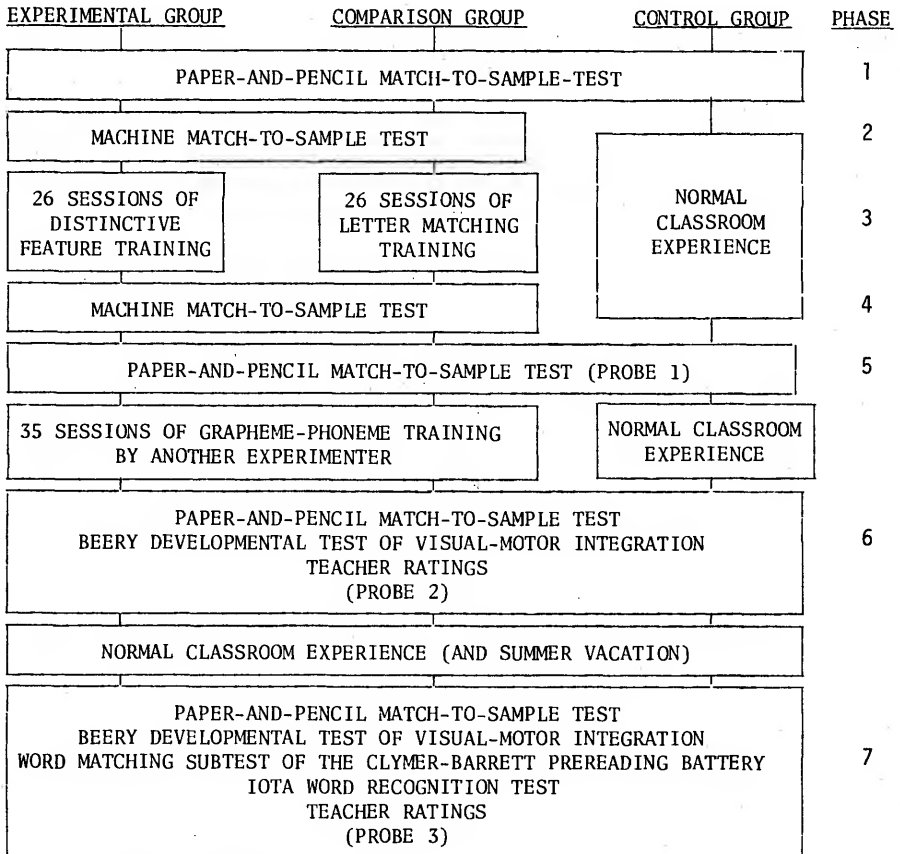 EXPERIMENTAL GROUP COMPARISON GROUP CONTROL GROUP PHASE
PAPER-AND-PENCIL MATCH-TO-SAMPLE-TEST 1
MACHINE MATCH-TO-SAMPLE TEST 2
26 SESSIONS OF
DISTINCTIVE
FEATURE TRAINING
26 SESSIONS OF
LETTER MATCHING
TRAINING
NORMAL
CLASSROOM
EXPERIENCE
3
MACHINE MATCH-TO-SAMPLE TEST 4
PAPER-AND-PENCIL MATCH-TO-SAMPLE TEST (PROBE 1) 5
35 SESSIONS OF GRAPHEME-PHONEME TRAINING
BY ANOTHER EXPERIMENTER
NORMAL CLASSROOM
EXPERIENCE
PAPER-AND-PENCIL MATCH-TO-SAMPLE TEST
BEERY DEVELOPMENTAL TEST OF VISUAL-MOTOR INTEGRATION
TEACHER RATINGS
(PROBE 2)
6
NORMAL CLASSROOM EXPERIENCE (AND SUMMER VACATION)
PAPER-AND-PENCIL MATCH-TO-SAMPLE TEST
BEERY DEVELOPMENTAL TEST OF VISUAL-MOTOR INTEGRATION
WORD MATCHING SUBTEST OF THE CLYMER-BARRETT PREREADING BATTERY
IOTA WORD RECOGNITION TEST
TEACHER RATINGS
(PROBE 3)
7